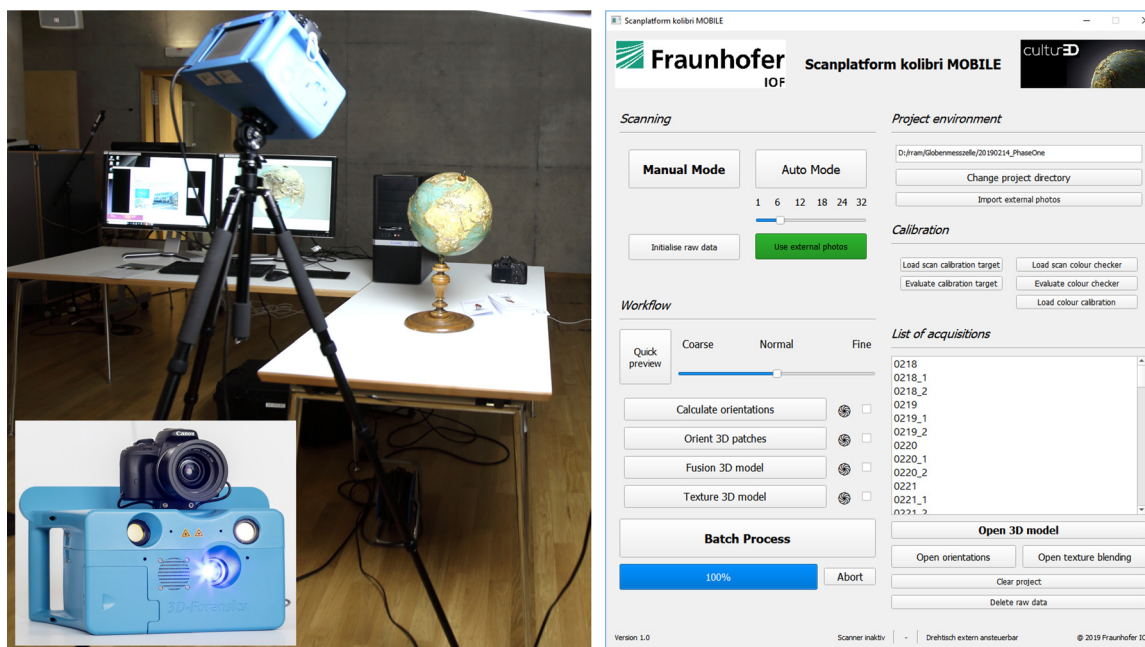 Canon
3D-Forensics
Scanplatform kolibri MOBILE
Fraunhofer
IOF
Scanplatform kolibri MOBILE
cultur3D
Scanning
Manual Mode
Auto Mode
1 6 12 18 24 32
Initialise raw data
Use external photos
Workflow
Quick
preview
Coarse Normal Fine
Calculate orientations
Orient 3D patches
Fusion 3D model
Texture 3D model
Batch Process
100%
Abort
Project environment
D:/rram/Globenmesszelle/20190214_PhaseOne
Change project directory
Import external photos
Calibration
Load scan calibration target
Load scan colour checker
Evaluate calibration target
Evaluate colour checker
Load colour calibration
List of acquisitions
0218
0218_1
0218_2
0219
0219_1
0219_2
0220
0220_1
0220_2
0221
0221_1
0221_2
Open 3D model
Open orientations
Open texture blending
Clear project
Delete raw data
Version 1.0
Scanner inaktiv - Drehtisch extern ansteuerbar
© 2019 Fraunhofer IO